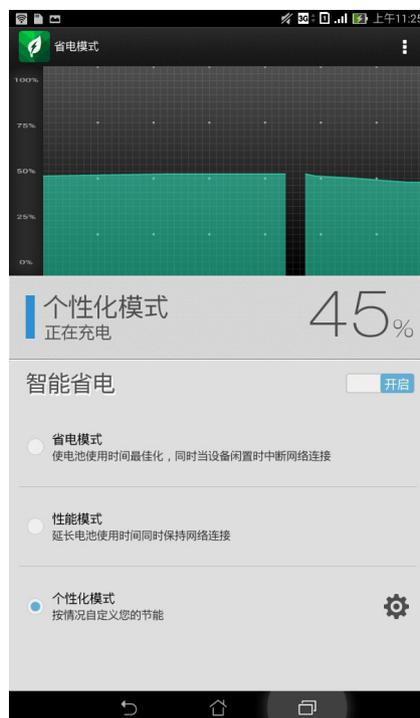 3G 1 上午11:25
省电模式
100%
75%
50%
25%
0%
个性化模式
正在充电
45%
智能省电
开启
省电模式
使电池使用时间最佳化，同时当设备闲置时中断网络连接
性能模式
延长电池使用时间同时保持网络连接
个性化模式
按情况自定义您的节能